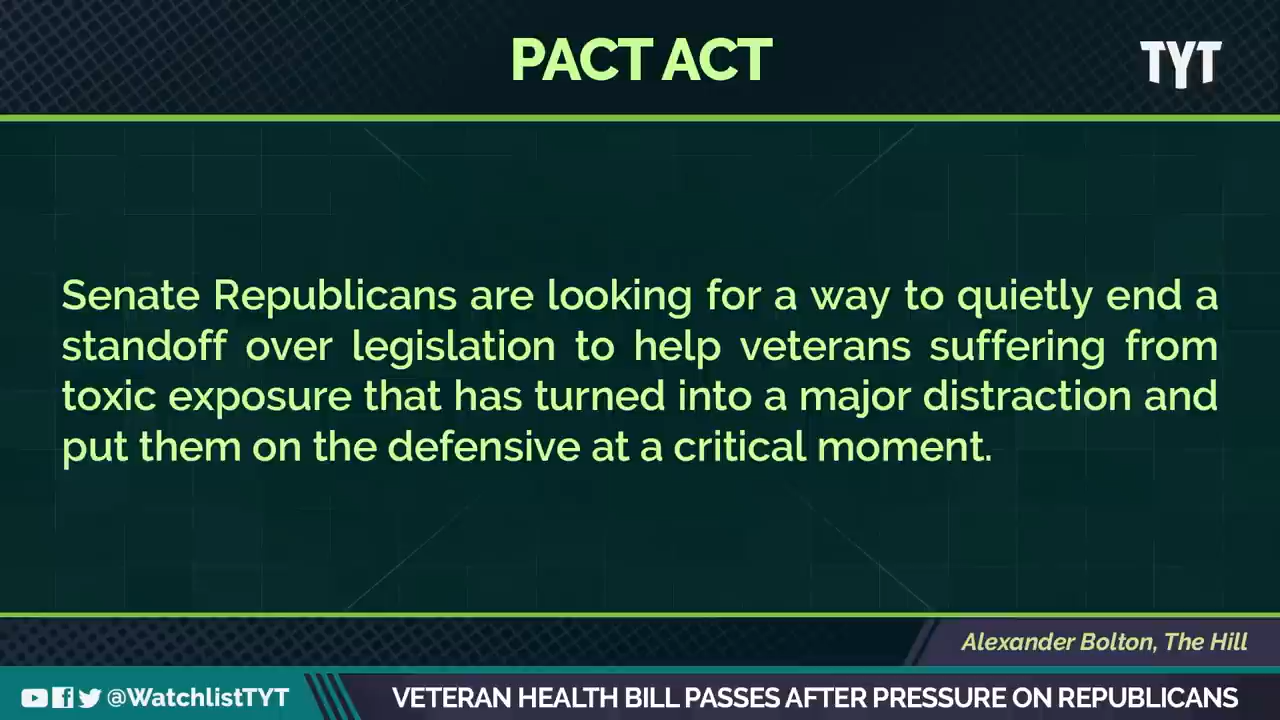 PACT ACT
TYT
Senate Republicans are looking for a way to quietly end a
standoff over legislation to help veterans suffering from
toxic exposure that has turned into a major distraction and
put them on the defensive at a critical moment.
Alexander Bolton, The Hill
@WatchlistTYT
VETERAN HEALTH BILL PASSES AFTER PRESSURE ON REPUBLICANS